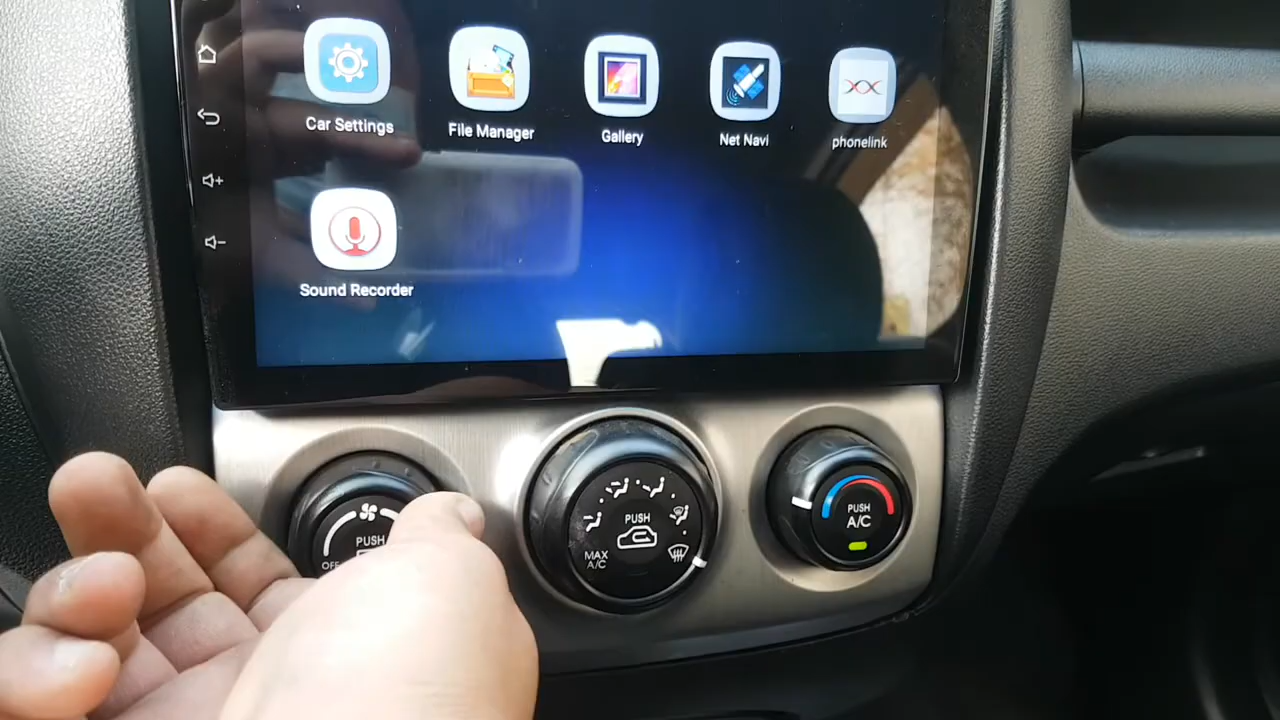 Car Settings
File Manager
Gallery
Net Navi
phonelink
Sound Recorder
PUSH
OFF
PUSH
MAX
A/C
PUSH
A/C